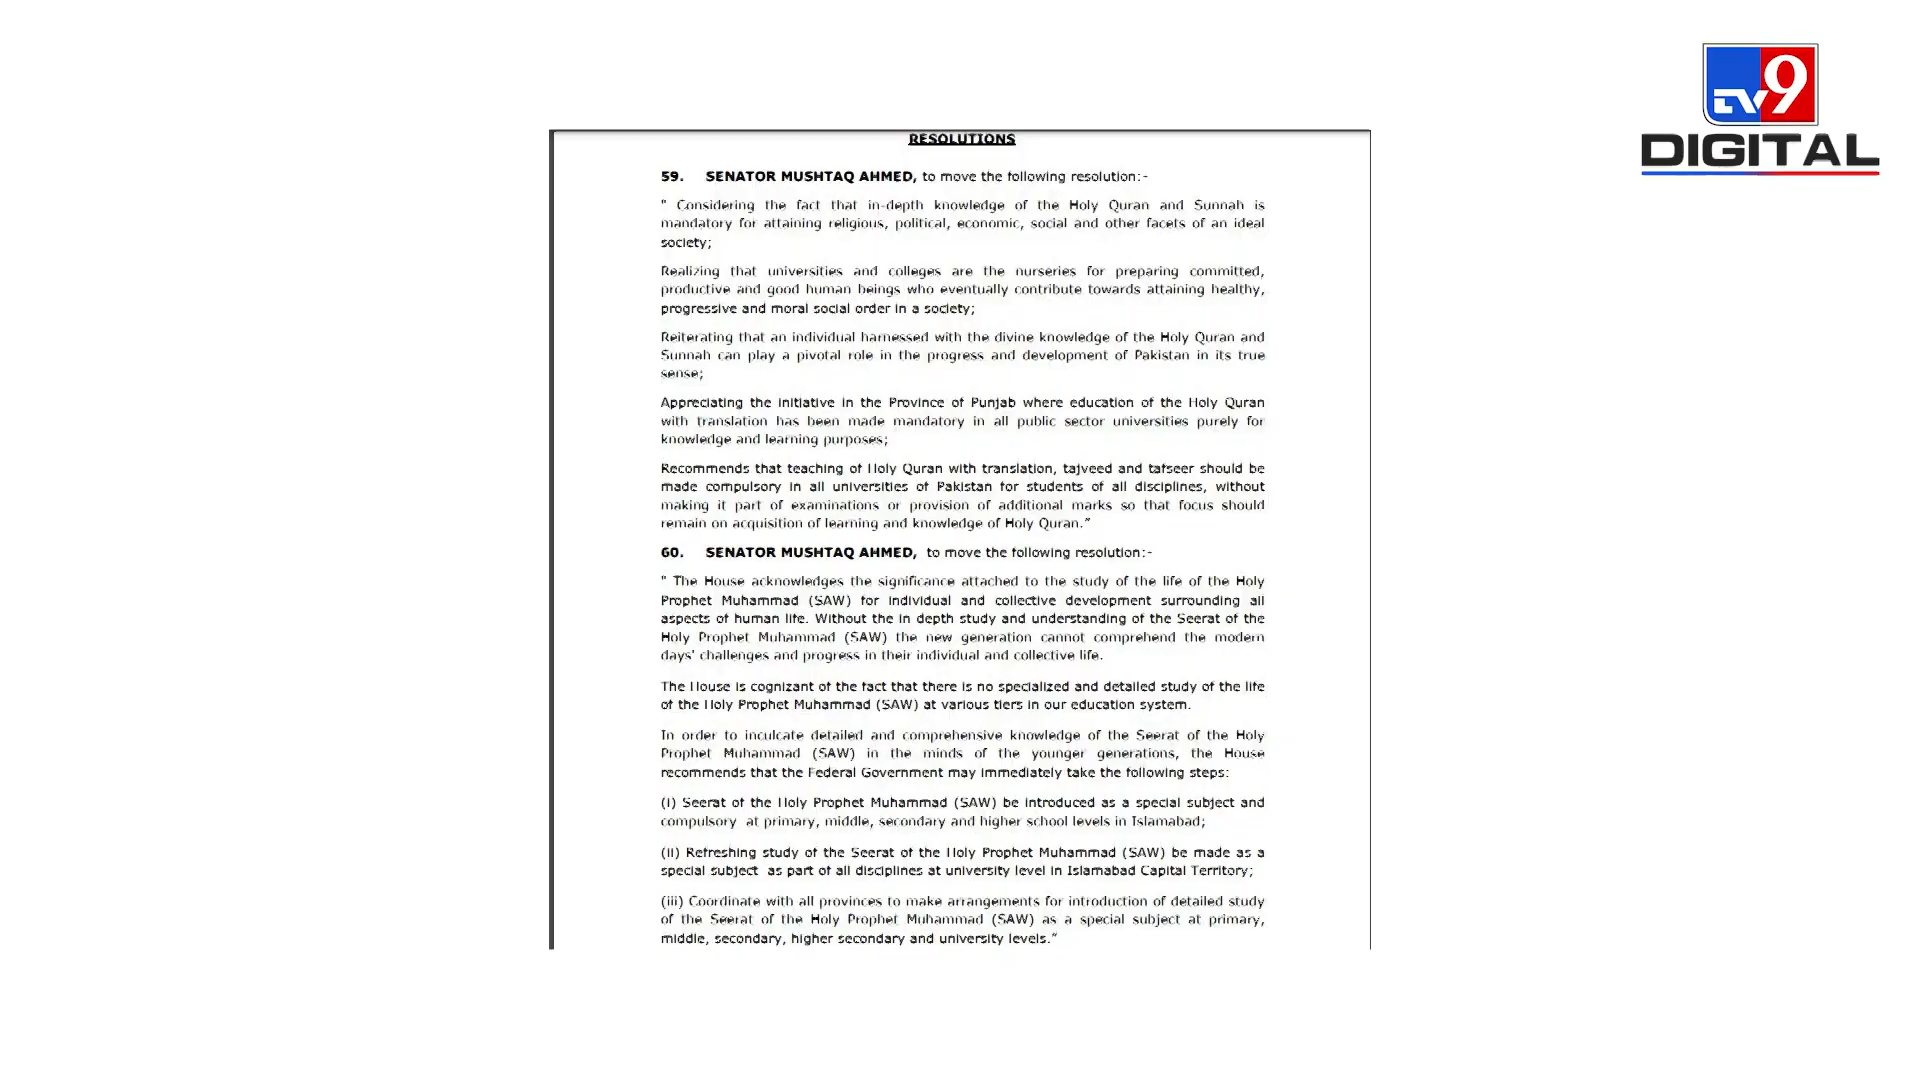 TV9
DIGITAL
RESOLUTIONS
59. SENATOR MUSHTAQ AHMED, to move the following resolution:-
" Considering the fact that in-depth knowledge of the Holy Quran and Sunnah is
mandatory for attaining religious, political, economic, social and other facets of an ideal
society;
Realizing that universities and colleges are the nurseries for preparing committed,
productive and good human beings who eventually contribute towards attaining healthy,
progressive and moral social order in a society;
Reiterating that an individual harnessed with the divine knowledge of the Holy Quran and
Sunnah can play a pivotal role in the progress and development of Pakistan in its true
sense;
Appreciating the initiative in the Province of Punjab where education of the Holy Quran
with translation has been made mandatory in all public sector universities purely for
knowledge and learning purposes;
Recommends that teaching of Holy Quran with translation, tajveed and tafseer should be
made compulsory in all universities of Pakistan for students of all disciplines, without
making it part of examinations or provision of additional marks so that focus should
remain on acquisition of learning and knowledge of Holy Quran.”
60. SENATOR MUSHTAQ AHMED, to move the following resolution:-
" The House acknowledges the significance attached to the study of the life of the Holy
Prophet Muhammad (SAW) for individual and collective development surrounding all
aspects of human life. Without the in depth study and understanding of the Seerat of the
Holy Prophet Muhammad (SAW) the new generation cannot comprehend the modern
days' challenges and progress in their individual and collective life.
The House is cognizant of the fact that there is no specialized and detailed study of the life
of the Holy Prophet Muhammad (SAW) at various tiers in our education system.
In order to inculcate detailed and comprehensive knowledge of the Seerat of the Holy
Prophet Muhammad (SAW) in the minds of the younger generations, the House
recommends that the Federal Government may immediately take the following steps:
(i) Seerat of the Holy Prophet Muhammad (SAW) be introduced as a special subject and
compulsory at primary, middle, secondary and higher school levels in Islamabad;
(ii) Refreshing study of the Seerat of the Holy Prophet Muhammad (SAW) be made as a
special subject as part of all disciplines at university level in Islamabad Capital Territory;
(iii) Coordinate with all provinces to make arrangements for introduction of detailed study
of the Seerat of the Holy Prophet Muhammad (SAW) as a special subject at primary,
middle, secondary, higher secondary and university levels.”